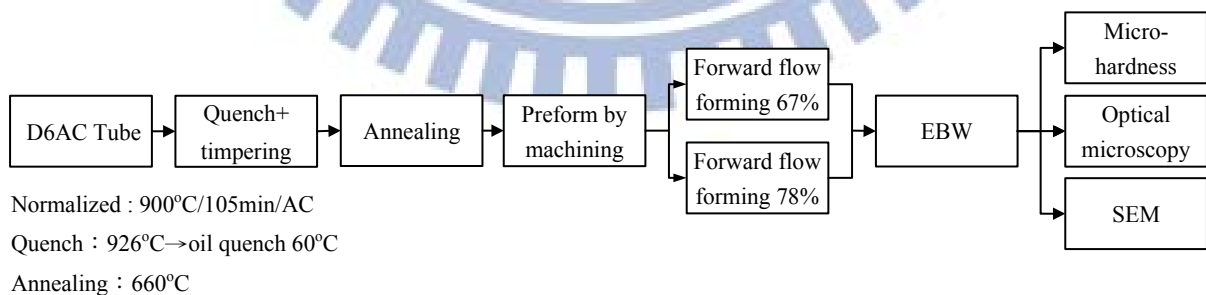 D6AC Tube
Quench+
timpering
Annealing
Preform by
machining
Forward flow
forming 67%
Forward flow
forming 78%
EBW
Micro-
hardness
Optical
microscopy
SEM
Normalized : 900°C/105min/AC
Quench：926°C→oil quench 60°C
Annealing：660°C